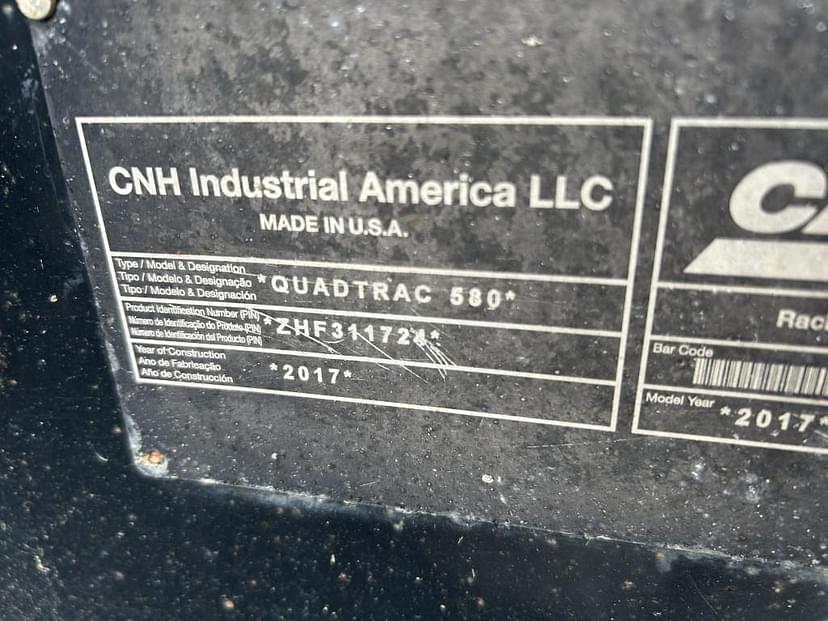 CNH Industrial America LLC
MADE IN U.S.A.
Type / Model & Designation
Tipo / Modelo & Designação
Tipo / Modelo & Designación
*QUADTRAC 580*
Product Identification Number (PIN)
Número de Identificação do Produto (PIN)
Número de Identificación del Producto (PIN)
*ZHF311724*
Year of Construction
Ano de Fabricação
Año de Construcción
*2017*
Raci
Bar Code
Model Year
*2017*